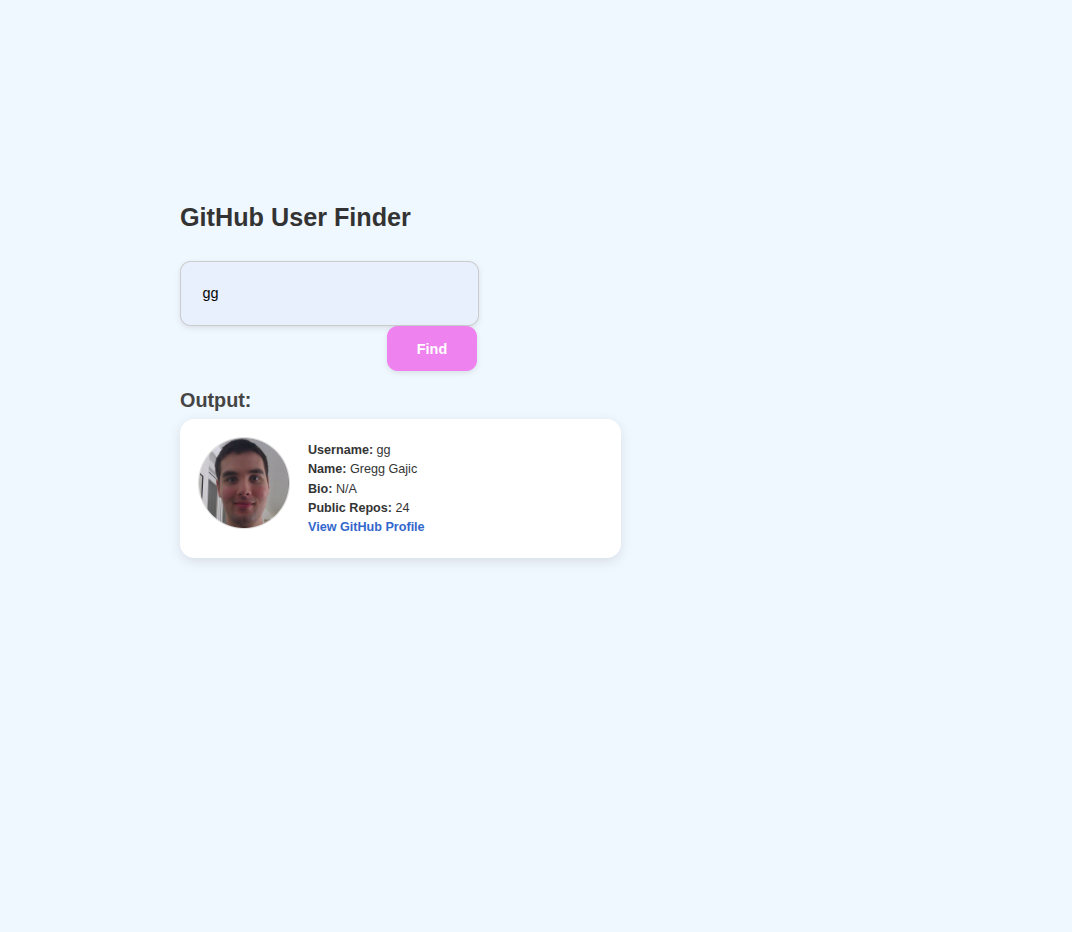 GitHub User Finder
gg
Find
Output:
Username: gg
Name: Gregg Gajic
Bio: N/A
Public Repos: 24
View GitHub Profile